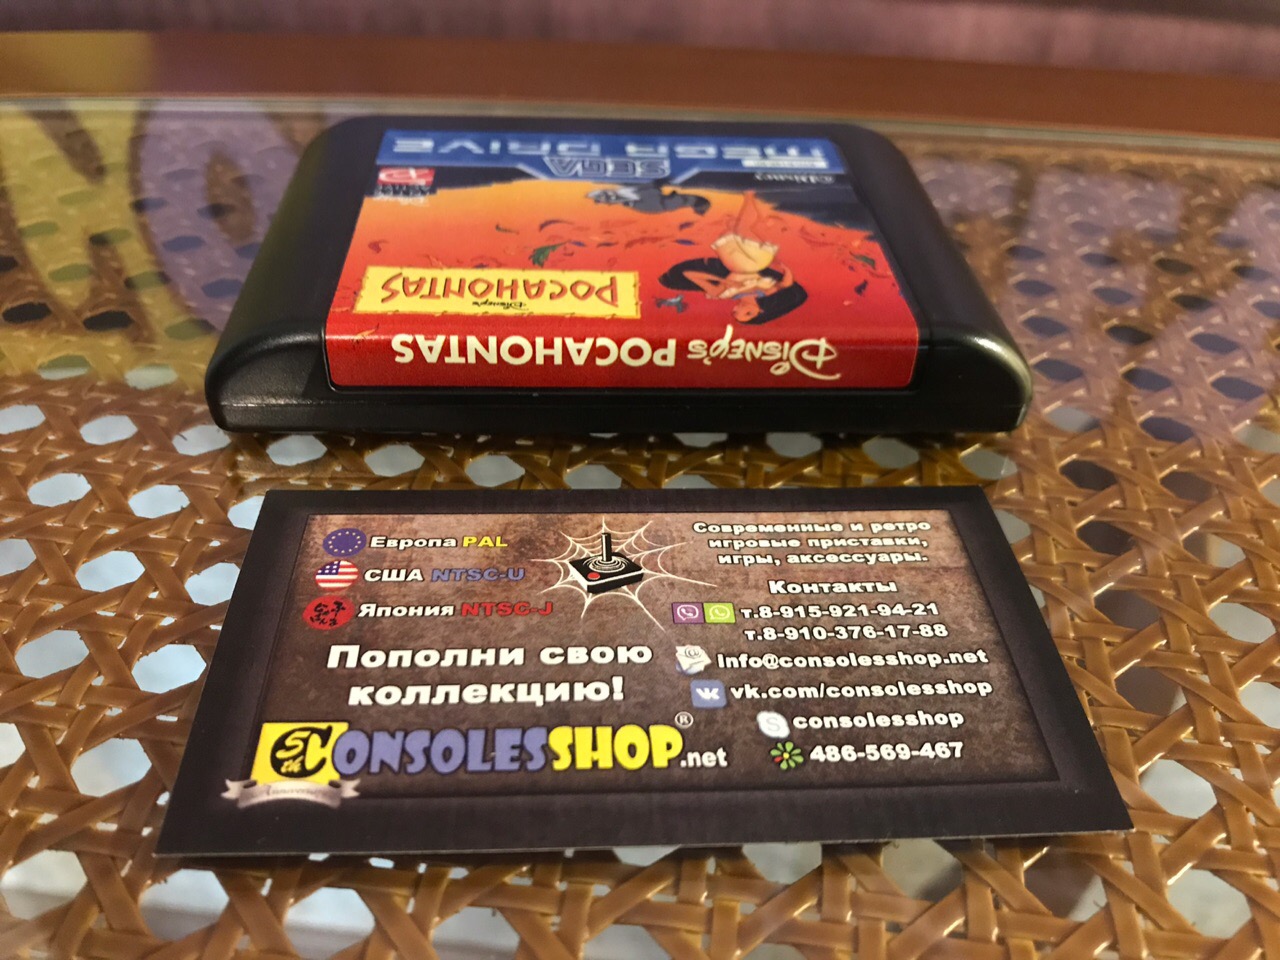 MEGA DRIVE
SEGA
Disney's
POCAHONTAS
Disney's POCAHONTAS
Европа PAL
США NTSC-U
Япония NTSC-J
Пополни свою
коллекцию!
5th
CONSOLESSHOP.net®
Anniversary
Современные и ретро
игровые приставки,
игры, аксессуары.
Контакты
т.8-915-921-94-21
т.8-910-376-17-88
Info@consolesshop.net
vk.com/consolesshop
consolesshop
486-569-467